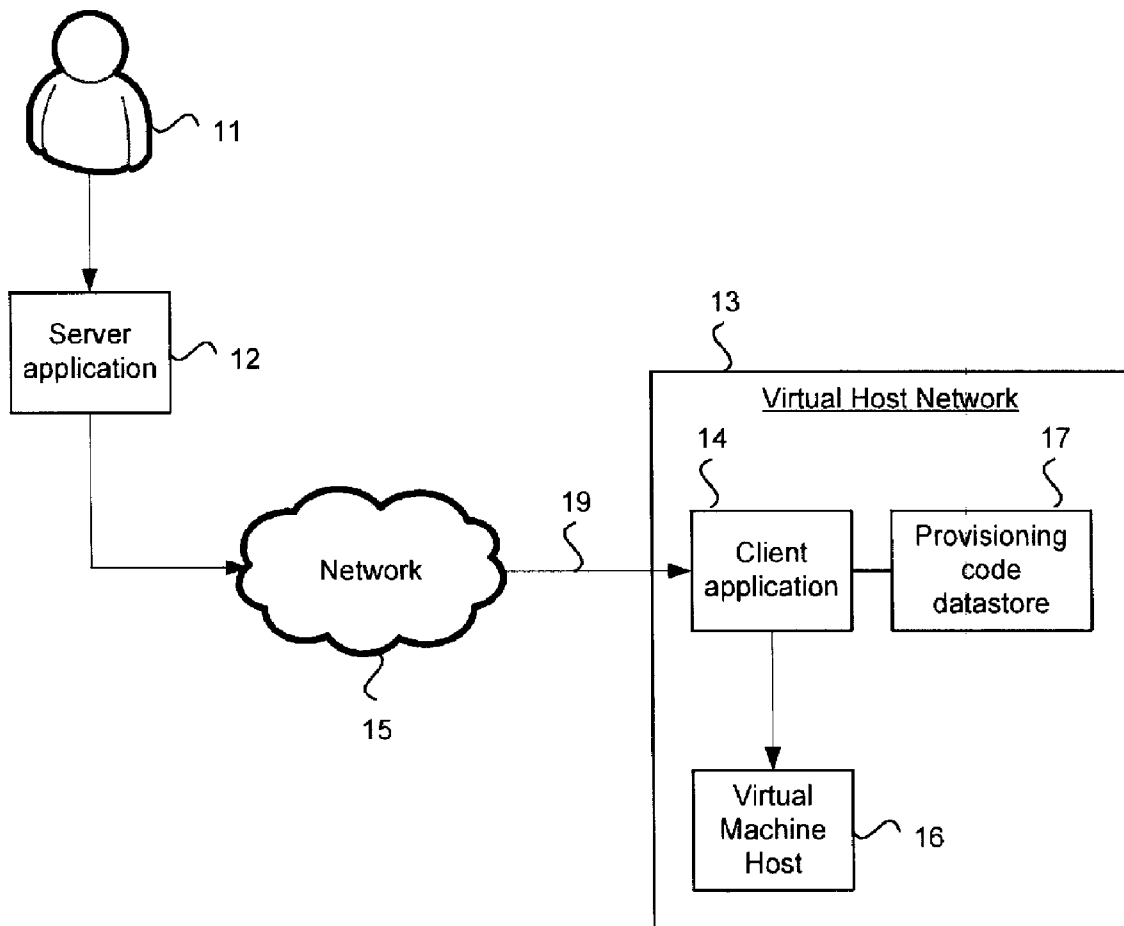 11
Server
application
12
13
Virtual Host Network
14
17
19
Client
application
Provisioning
code
datastore
Network
15
Virtual
Machine
Host
16